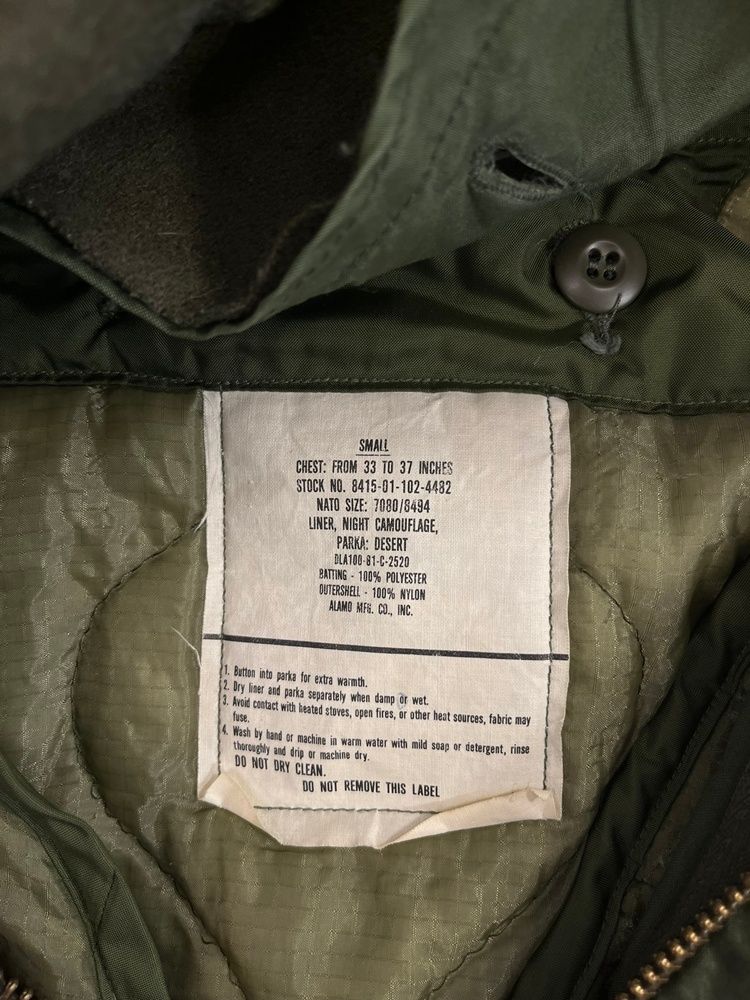 SMALL
CHEST: FROM 33 TO 37 INCHES
STOCK NO. 8415-01-102-4482
NATO SIZE: 7080/8494
LINER, NIGHT CAMOUFLAGE,
PARKA: DESERT
DLA100-81-C-2520
BATTING - 100% POLYESTER
OUTERSHELL - 100% NYLON
ALAMO MFG. CO., INC.
1. Button into parka for extra warmth.
2. Dry liner and parka separately when damp or wet.
3. Avoid contact with heated stoves, open fires, or other heat sources, fabric may
fuse.
4. Wash by hand or machine in warm water with mild soap or detergent, rinse
thoroughly and drip or machine dry.
DO NOT DRY CLEAN.
DO NOT REMOVE THIS LABEL